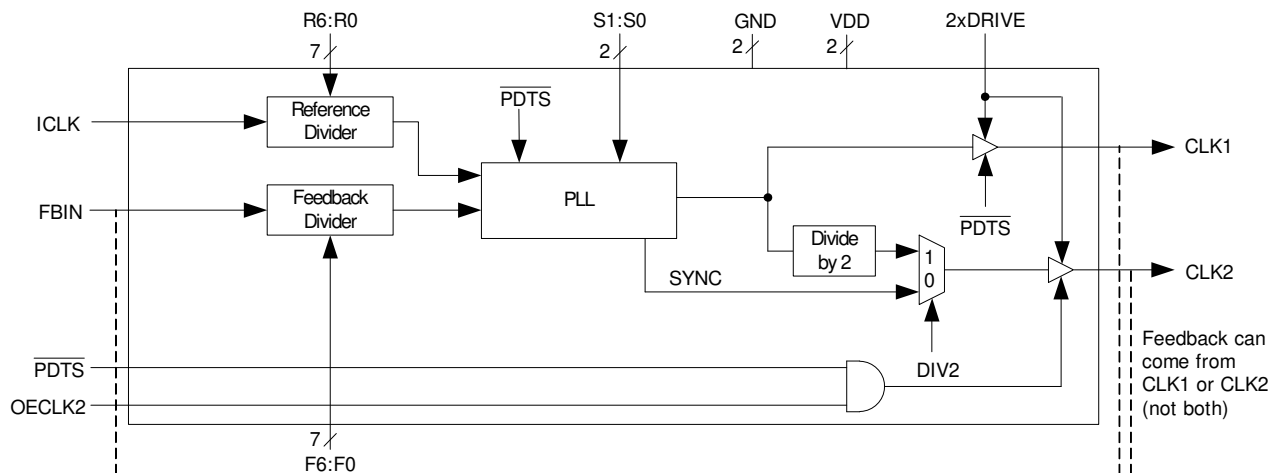 R6:R0
S1:S0
GND
VDD
2xDRIVE
7
2
2
2
ICLK
Reference
Divider
PDTS
CLK1
FBIN
Feedback
Divider
PLL
PDTS
Divide
by 2
1
0
SYNC
CLK2
DIV2
PDTS
OECLK2
Feedback can
come from
CLK1 or CLK2
(not both)
7
F6:F0